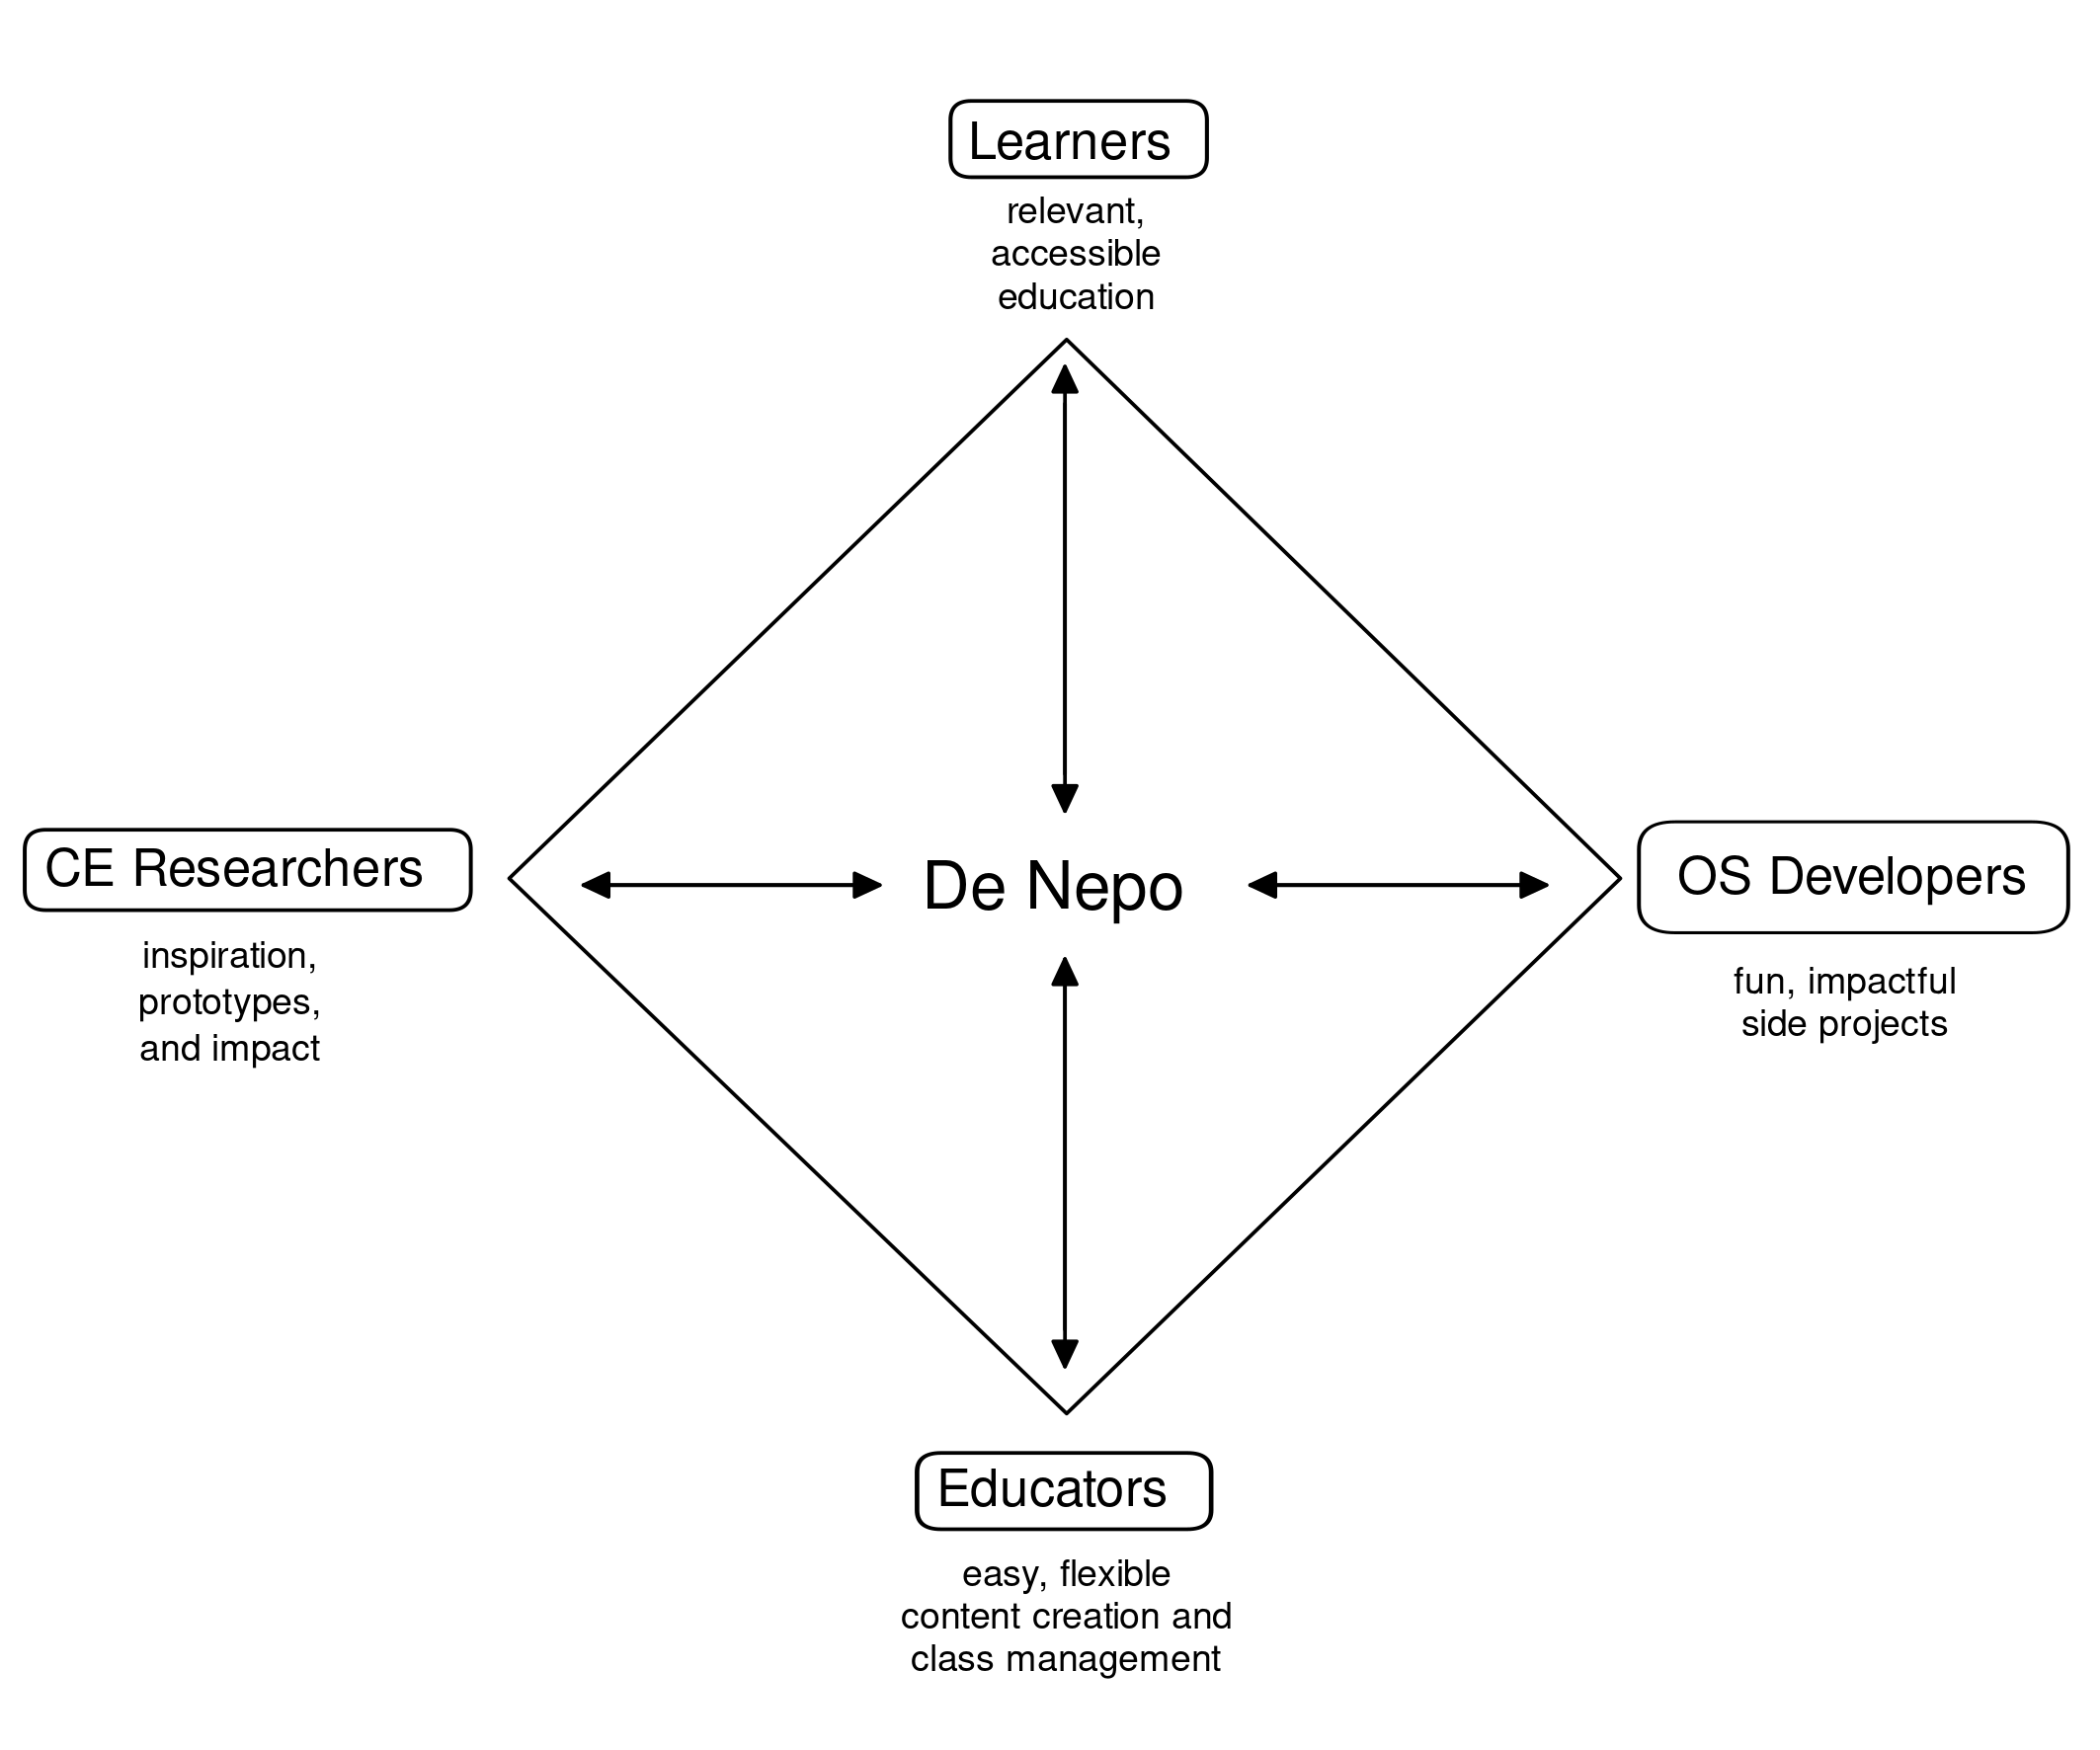 Learners
relevant,
accessible
education
CE Researchers
inspiration,
prototypes,
and impact
De Nepo
OS Developers
fun, impactful
side projects
Educators
easy, flexible
content creation and
class management